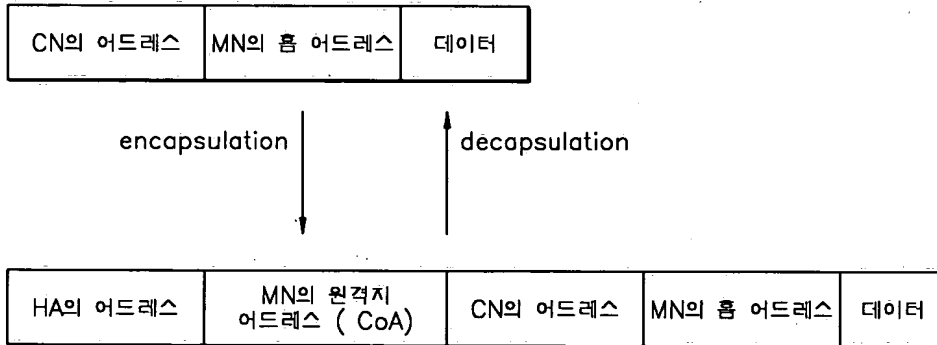 CN의 어드레스 MN의 홈 어드레스 데이터
encapsulation decapsulation
HA의 어드레스 MN의 원격지 어드레스 ( CoA) CN의 어드레스 MN의 홈 어드레스 데이터